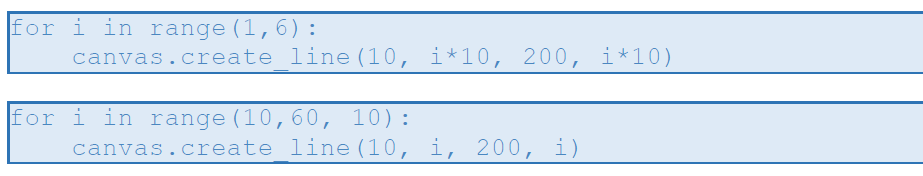 for i in range(1,6):
    canvas.create_line(10, i*10, 200, i*10)
for i in range(10,60, 10):
    canvas.create_line(10, i, 200, i)